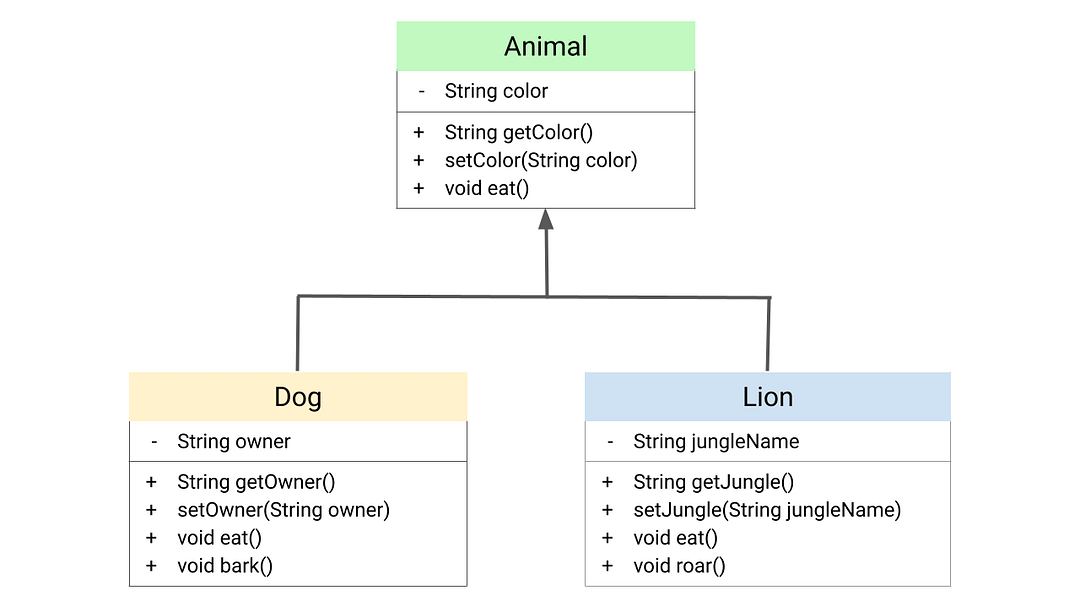 Animal
- String color
+ String getColor()
+ setColor(String color)
+ void eat()
Dog
- String owner
+ String getOwner()
+ setOwner(String owner)
+ void eat()
+ void bark()
Lion
- String jungleName
+ String getJungle()
+ setJungle(String jungleName)
+ void eat()
+ void roar()